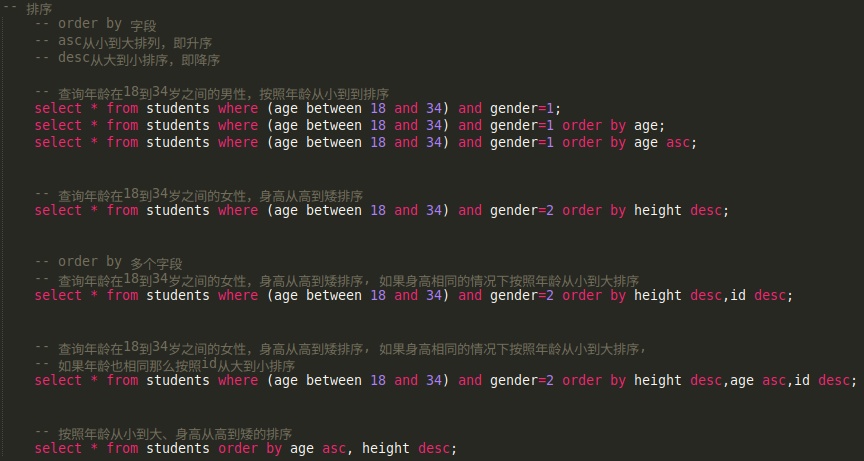 -- 排序
-- order by 字段
-- asc从小到大排列，即升序
-- desc从大到小排序，即降序
-- 查询年龄在18到34岁之间的男性，按照年龄从小到到排序
select * from students where (age between 18 and 34) and gender=1;
select * from students where (age between 18 and 34) and gender=1 order by age;
select * from students where (age between 18 and 34) and gender=1 order by age asc;
-- 查询年龄在18到34岁之间的女性，身高从高到矮排序
select * from students where (age between 18 and 34) and gender=2 order by height desc;
-- order by 多个字段
-- 查询年龄在18到34岁之间的女性，身高从高到矮排序, 如果身高相同的情况下按照年龄从小到大排序
select * from students where (age between 18 and 34) and gender=2 order by height desc,id desc;
-- 查询年龄在18到34岁之间的女性，身高从高到矮排序, 如果身高相同的情况下按照年龄从小到大排序,
-- 如果年龄也相同那么按照id从大到小排序
select * from students where (age between 18 and 34) and gender=2 order by height desc,age asc,id desc;
-- 按照年龄从小到大、身高从高到矮的排序
select * from students order by age asc, height desc;